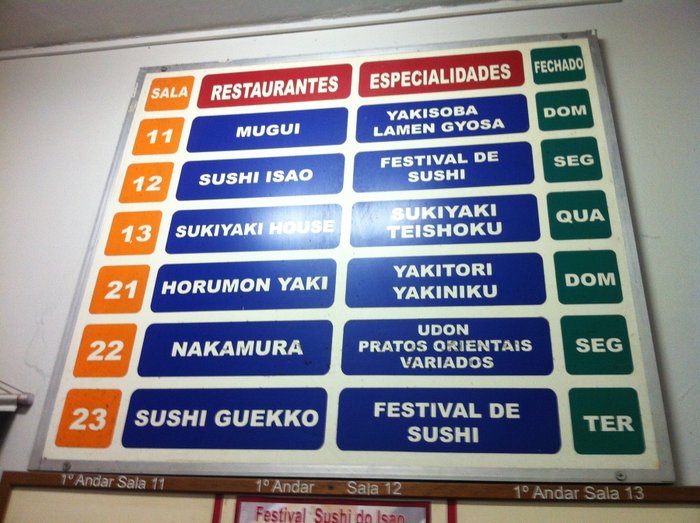 SALA RESTAURANTES ESPECIALIDADES FECHADO
11 MUGUI YAKISOBA LAMEN GYOSA DOM
12 SUSHI ISAO FESTIVAL DE SUSHI SEG
13 SUKIYAKI HOUSE SUKIYAKI TEISHOKU QUA
21 HORUMON YAKI YAKITORI YAKINIKU DOM
22 NAKAMURA UDON PRATOS ORIENTAIS VARIADOS SEG
23 SUSHI GUEKKO FESTIVAL DE SUSHI TER
1º Andar Sala 11 1º Andar Sala 12 1º Andar Sala 13
Festival Sushi do Isao